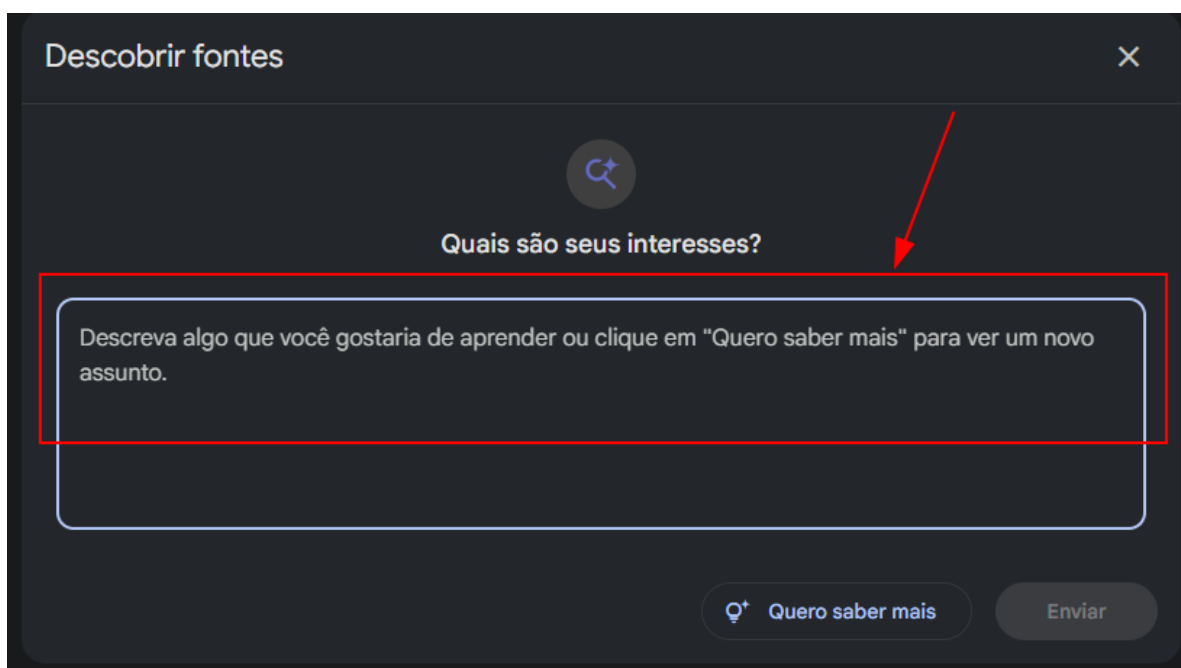 Descobrir fontes
Quais são seus interesses?
Descreva algo que você gostaria de aprender ou clique em "Quero saber mais" para ver um novo
assunto.
Quero saber mais
Enviar